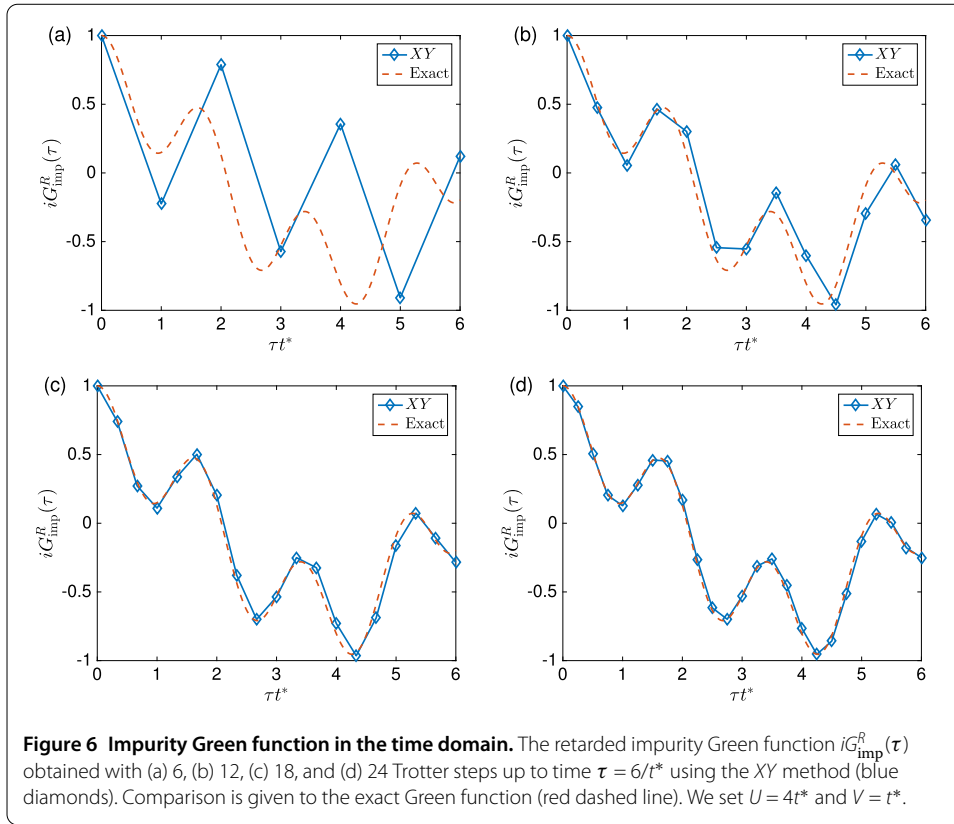 (a)
XY
Exact
1
0.5
0
-0.5
-1
iG^R_imp(τ)
0 1 2 3 4 5 6
τt*
(b)
XY
Exact
1
0.5
0
-0.5
-1
iG^R_imp(τ)
0 1 2 3 4 5 6
τt*
(c)
XY
Exact
1
0.5
0
-0.5
-1
iG^R_imp(τ)
0 1 2 3 4 5 6
τt*
(d)
XY
Exact
1
0.5
0
-0.5
-1
iG^R_imp(τ)
0 1 2 3 4 5 6
τt*
Figure 6 Impurity Green function in the time domain. The retarded impurity Green function iG^R_imp(τ)
obtained with (a) 6, (b) 12, (c) 18, and (d) 24 Trotter steps up to time τ = 6/t* using the XY method (blue
diamonds). Comparison is given to the exact Green function (red dashed line). We set U = 4t* and V = t*.